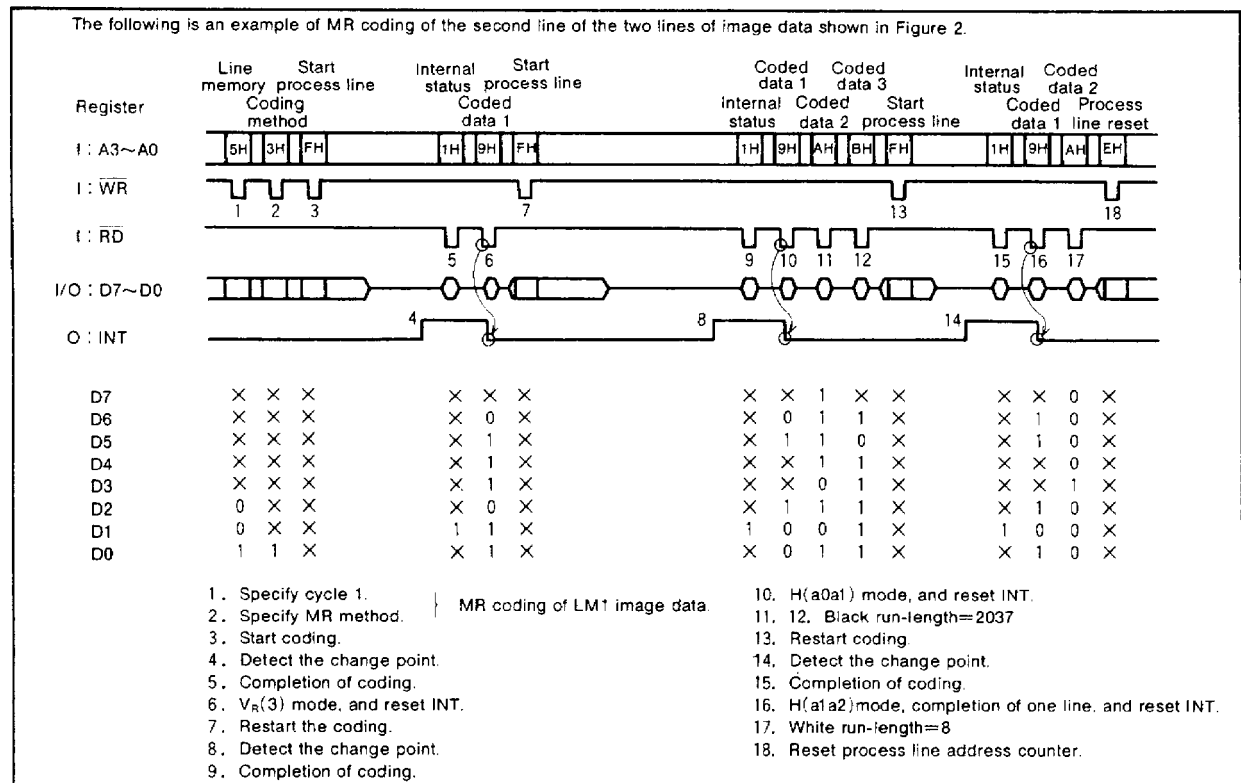 The following is an example of MR coding of the second line of the two lines of image data shown in Figure 2.
Line memory Start process line Internal status Start process line Coded data 1 Coded data 3 Internal status Coded data 2
Register Coding method Coded data 1 Internal status Coded data 2 Start process line Coded data 1 Process line reset
I : A3~A0 5H 3H FH 1H 9H FH 1H 9H AH BH FH 1H 9H AH EH
I : WR
1 2 3 7 13 18
I : RD
5 6 9 10 11 12 15 16 17
I/O : D7~D0
4 8 14
O : INT
D7 × × × × × × × × 1 × × × × 0 ×
D6 × × × × 0 × × 0 1 1 × × 1 0 ×
D5 × × × × 1 × × 1 1 0 × × 1 0 ×
D4 × × × × 1 × × × 1 1 × × × 0 ×
D3 × × × × 1 × × × 0 1 × × × 1 ×
D2 0 × × × 0 × × 1 1 1 × × 1 0 ×
D1 0 × × 1 1 × 1 0 0 1 × 1 0 0 ×
D0 1 1 × × 1 × × 0 1 1 × × 1 0 ×
1. Specify cycle 1.
2. Specify MR method.
MR coding of LM1 image data.
3. Start coding.
4. Detect the change point.
5. Completion of coding.
6. VR(3) mode, and reset INT.
7. Restart the coding.
8. Detect the change point.
9. Completion of coding.
10. H(a0a1) mode, and reset INT.
11. 12. Black run-length=2037
13. Restart coding.
14. Detect the change point.
15. Completion of coding.
16. H(a1a2)mode, completion of one line, and reset INT.
17. White run-length=8
18. Reset process line address counter.